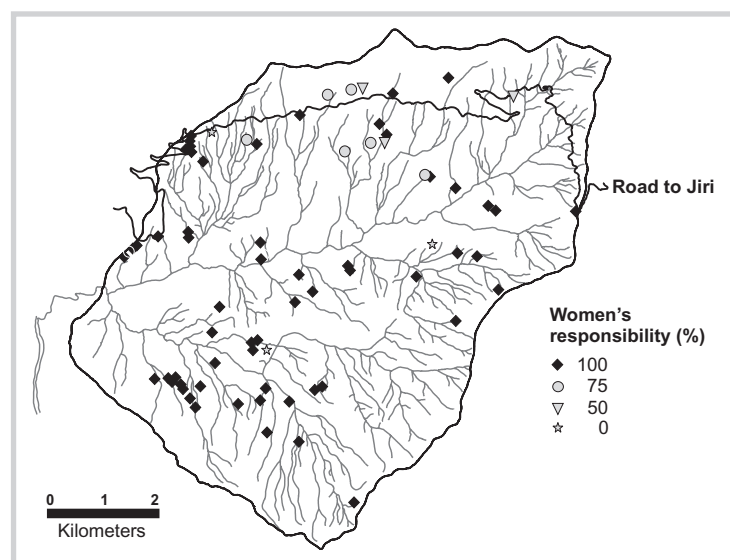 Road to Jiri
Women's
responsibility (%)
100
75
50
0
0 1 2
Kilometers